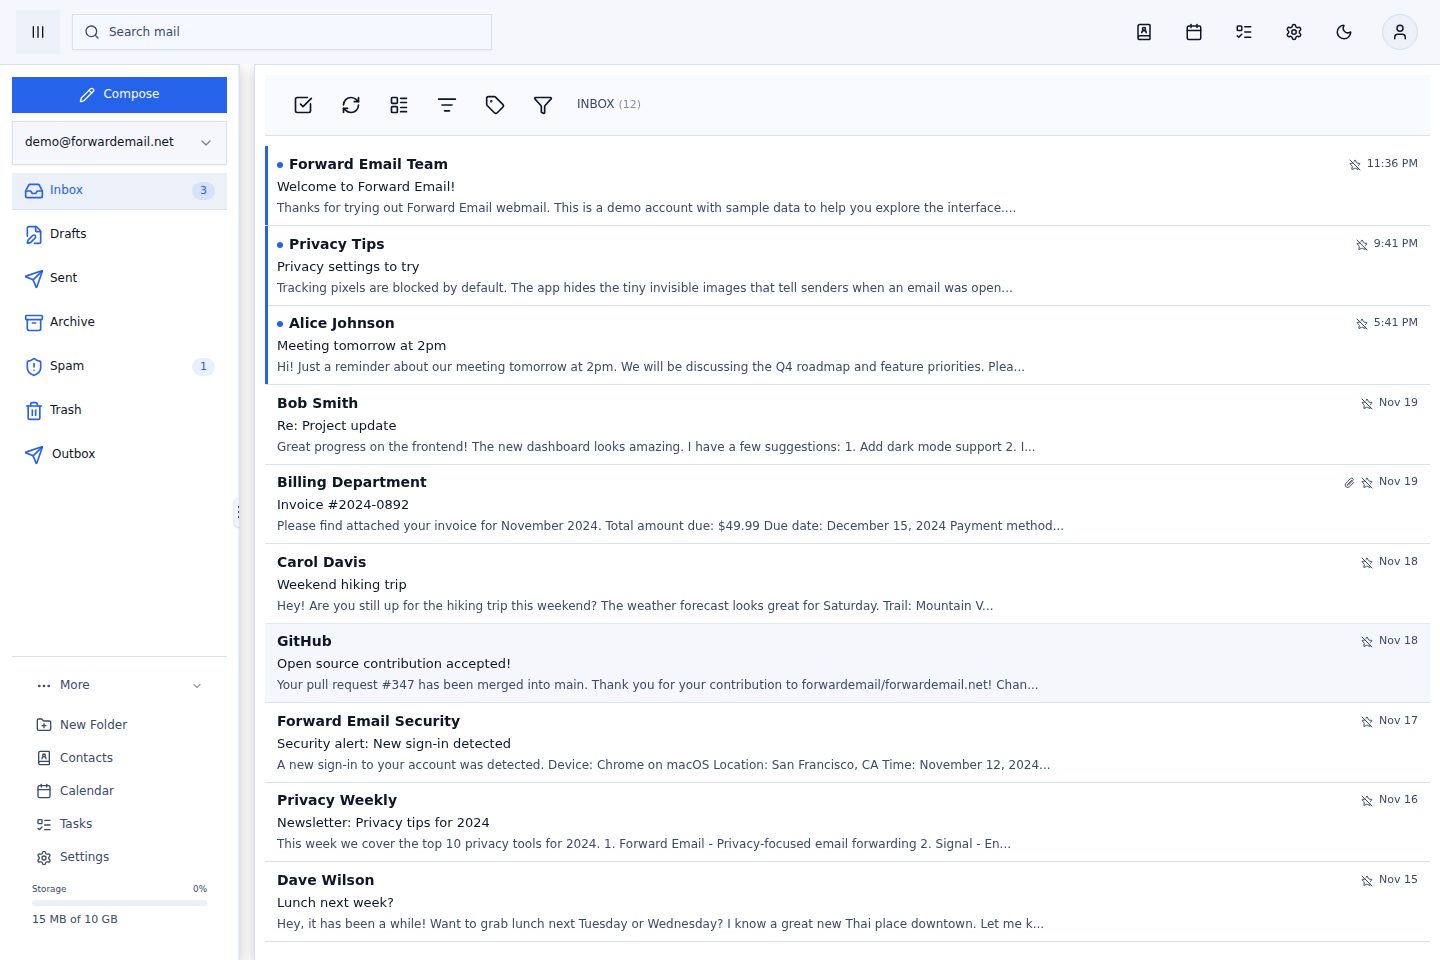 Search mail
Compose
demo@forwardemail.net
Inbox 3
Drafts
Sent
Archive
Spam 1
Trash
Outbox
More
New Folder
Contacts
Calendar
Tasks
Settings
Storage 0%
15 MB of 10 GB
INBOX (12)
Forward Email Team 11:36 PM
Welcome to Forward Email!
Thanks for trying out Forward Email webmail. This is a demo account with sample data to help you explore the interface....
Privacy Tips 9:41 PM
Privacy settings to try
Tracking pixels are blocked by default. The app hides the tiny invisible images that tell senders when an email was open...
Alice Johnson 5:41 PM
Meeting tomorrow at 2pm
Hi! Just a reminder about our meeting tomorrow at 2pm. We will be discussing the Q4 roadmap and feature priorities. Plea...
Bob Smith Nov 19
Re: Project update
Great progress on the frontend! The new dashboard looks amazing. I have a few suggestions: 1. Add dark mode support 2. I...
Billing Department Nov 19
Invoice #2024-0892
Please find attached your invoice for November 2024. Total amount due: $49.99 Due date: December 15, 2024 Payment method...
Carol Davis Nov 18
Weekend hiking trip
Hey! Are you still up for the hiking trip this weekend? The weather forecast looks great for Saturday. Trail: Mountain V...
GitHub Nov 18
Open source contribution accepted!
Your pull request #347 has been merged into main. Thank you for your contribution to forwardemail/forwardemail.net! Chan...
Forward Email Security Nov 17
Security alert: New sign-in detected
A new sign-in to your account was detected. Device: Chrome on macOS Location: San Francisco, CA Time: November 12, 2024...
Privacy Weekly Nov 16
Newsletter: Privacy tips for 2024
This week we cover the top 10 privacy tools for 2024. 1. Forward Email - Privacy-focused email forwarding 2. Signal - En...
Dave Wilson Nov 15
Lunch next week?
Hey, it has been a while! Want to grab lunch next Tuesday or Wednesday? I know a great new Thai place downtown. Let me k...